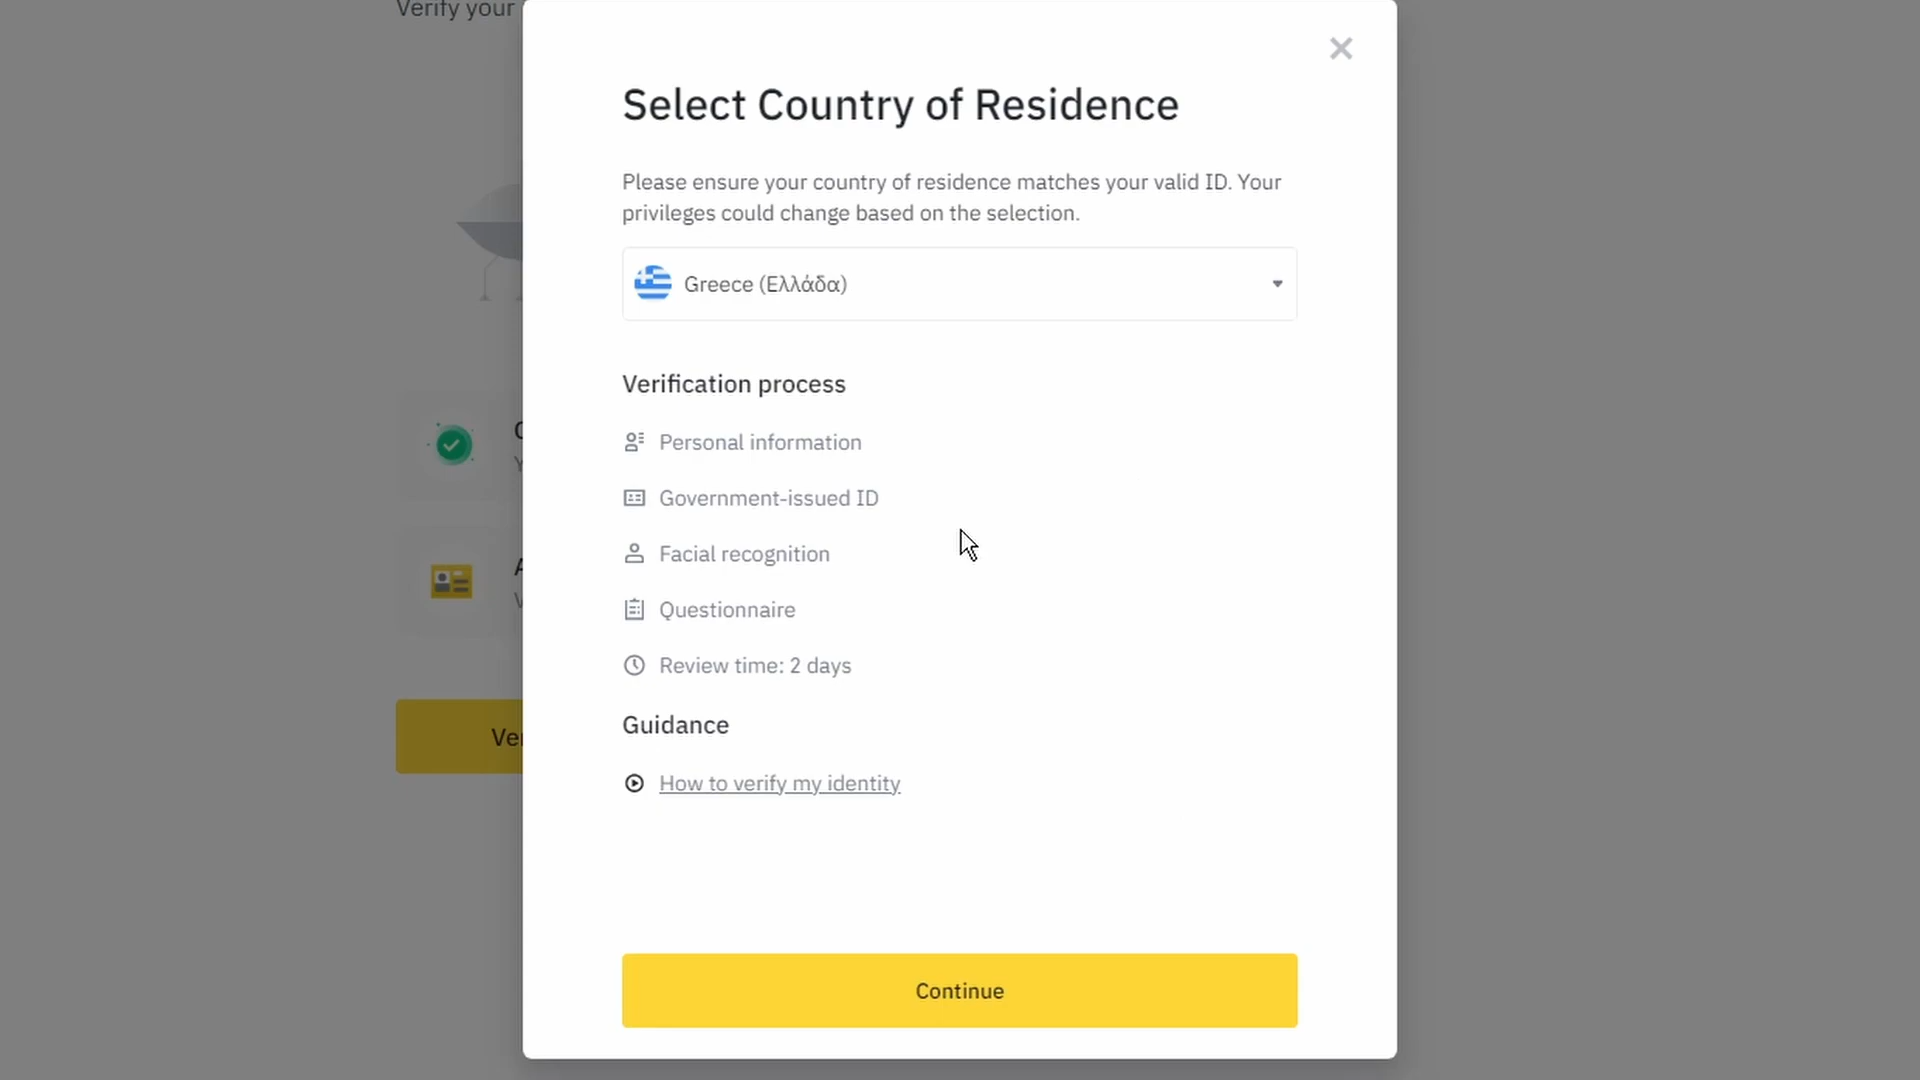 Verify your
Select Country of Residence
Please ensure your country of residence matches your valid ID. Your
privileges could change based on the selection.
Greece (Ελλάδα)
Verification process
Personal information
Government-issued ID
Facial recognition
Questionnaire
Review time: 2 days
Guidance
How to verify my identity
Continue